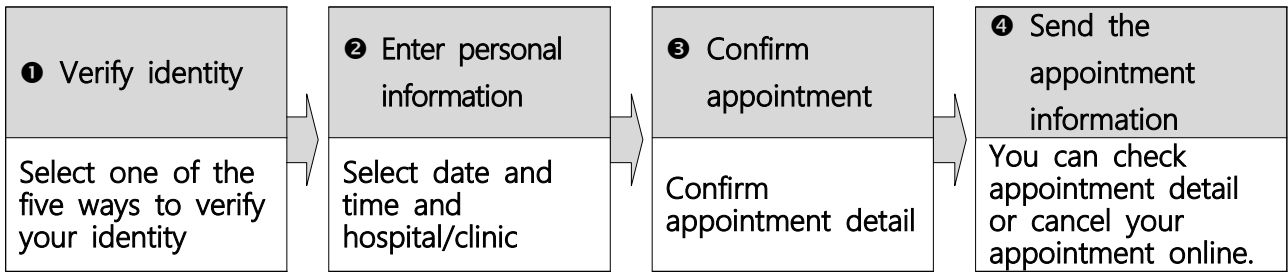 ❶ Verify identity
Select one of the
five ways to verify
your identity
❷ Enter personal
information
Select date and
time and
hospital/clinic
❸ Confirm
appointment
Confirm
appointment detail
❹ Send the
appointment
information
You can check
appointment detail
or cancel your
appointment online.